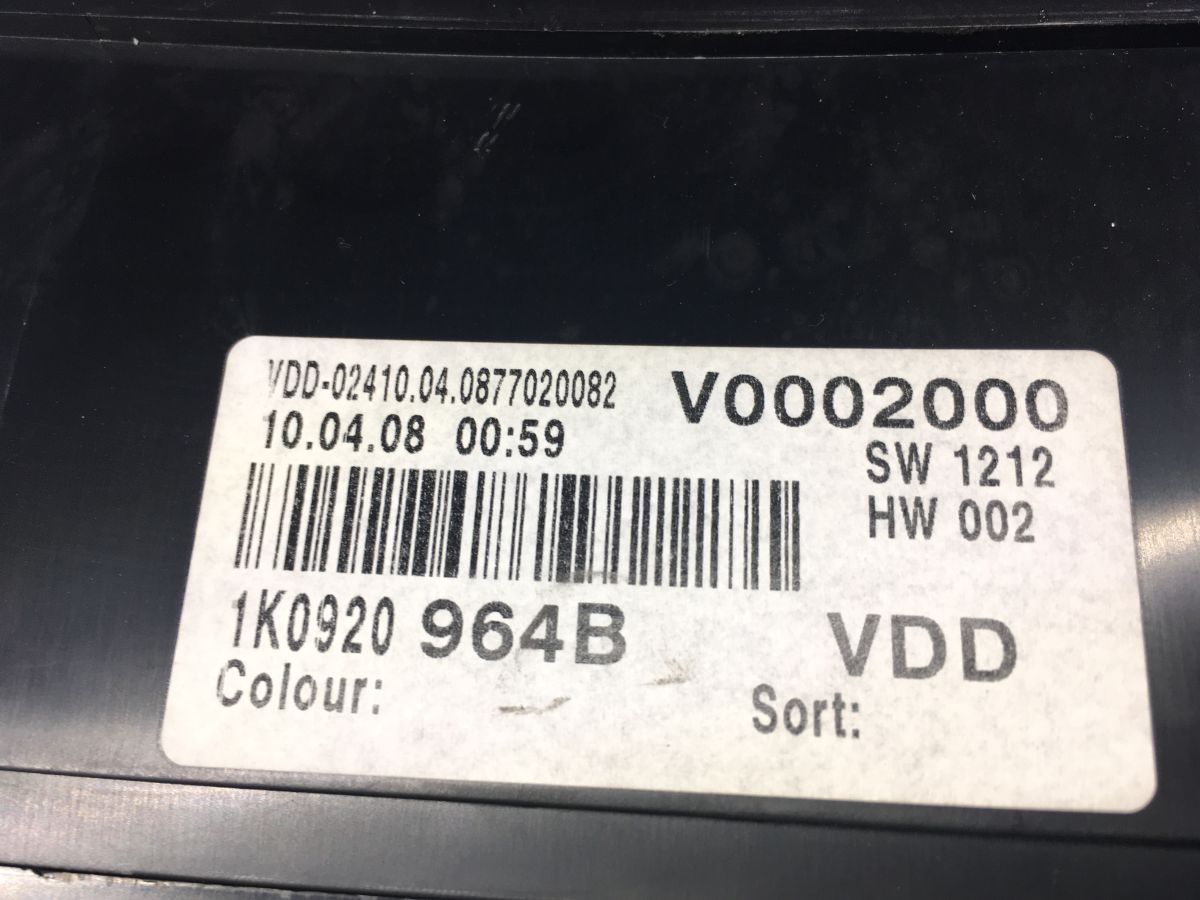 VDD-02410.04.0877020082
V0002000
10.04.08 00:59
SW 1212
HW 002
1K0920 964B
VDD
Colour:
Sort: